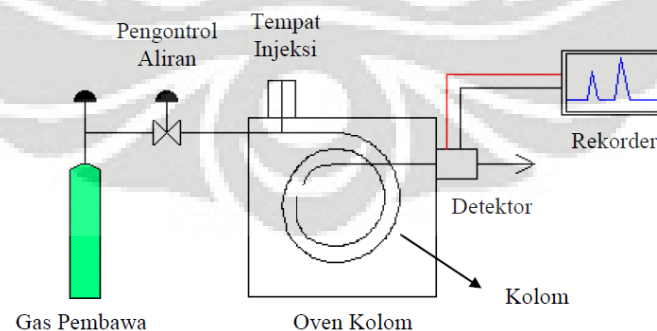 Tempat
Injeksi
Pengontrol
Aliran
Rekorder
Detektor
Kolom
Gas Pembawa
Oven Kolom